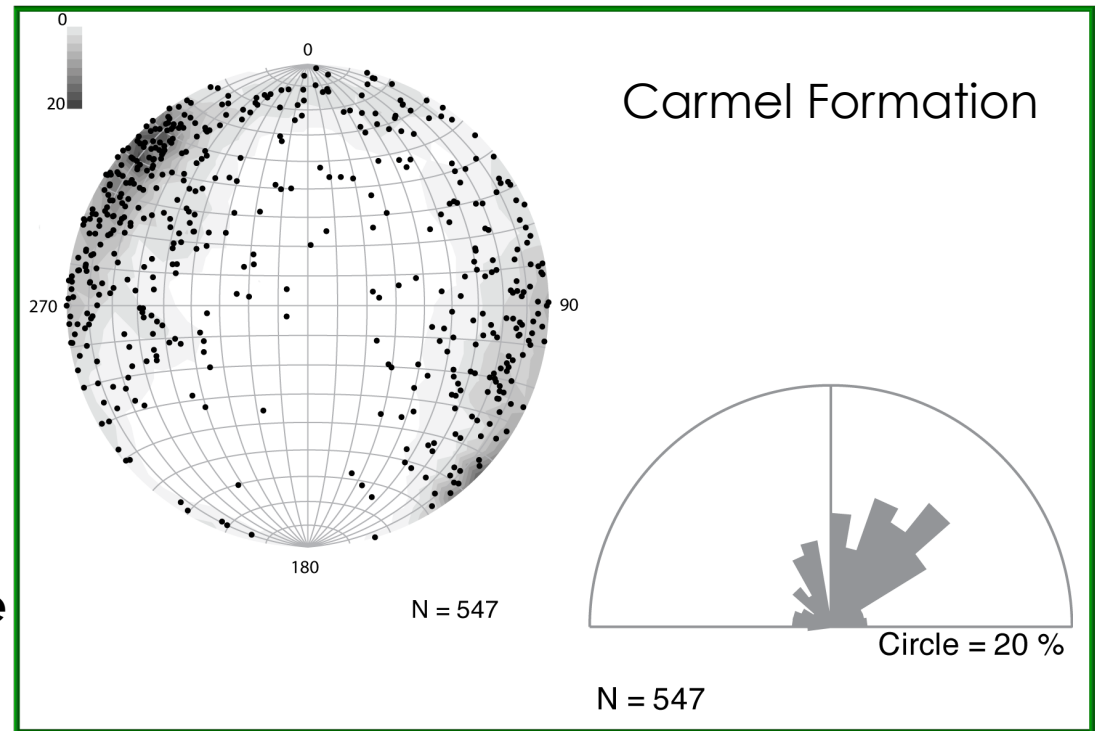 0
20
0
Carmel Formation
270
90
180
N = 547
Circle = 20 %
N = 547